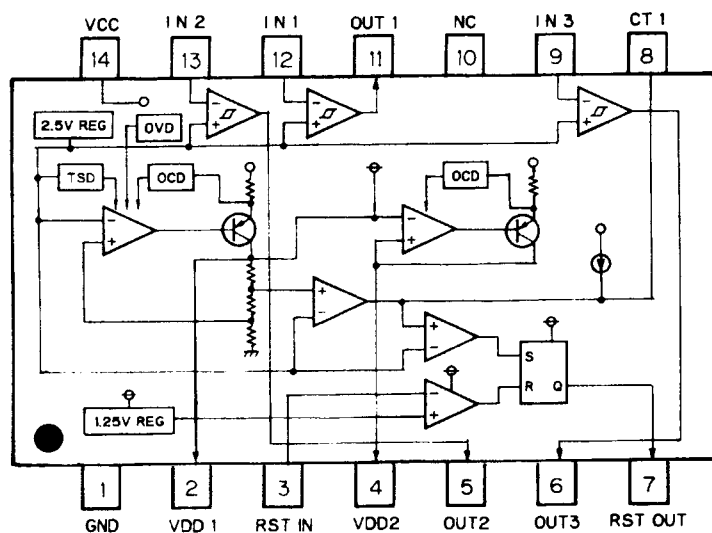 VCC IN 2 IN 1 OUT 1 NC IN 3 CT 1
14 13 12 11 10 9 8
2.5V REG OVD
TSD OCD OCD
- +
- +
- +
- +
- +
+ -
+ -
- +
S
R Q
1.25V REG
1 2 3 4 5 6 7
GND VDD 1 RST IN VDD2 OUT2 OUT3 RST OUT